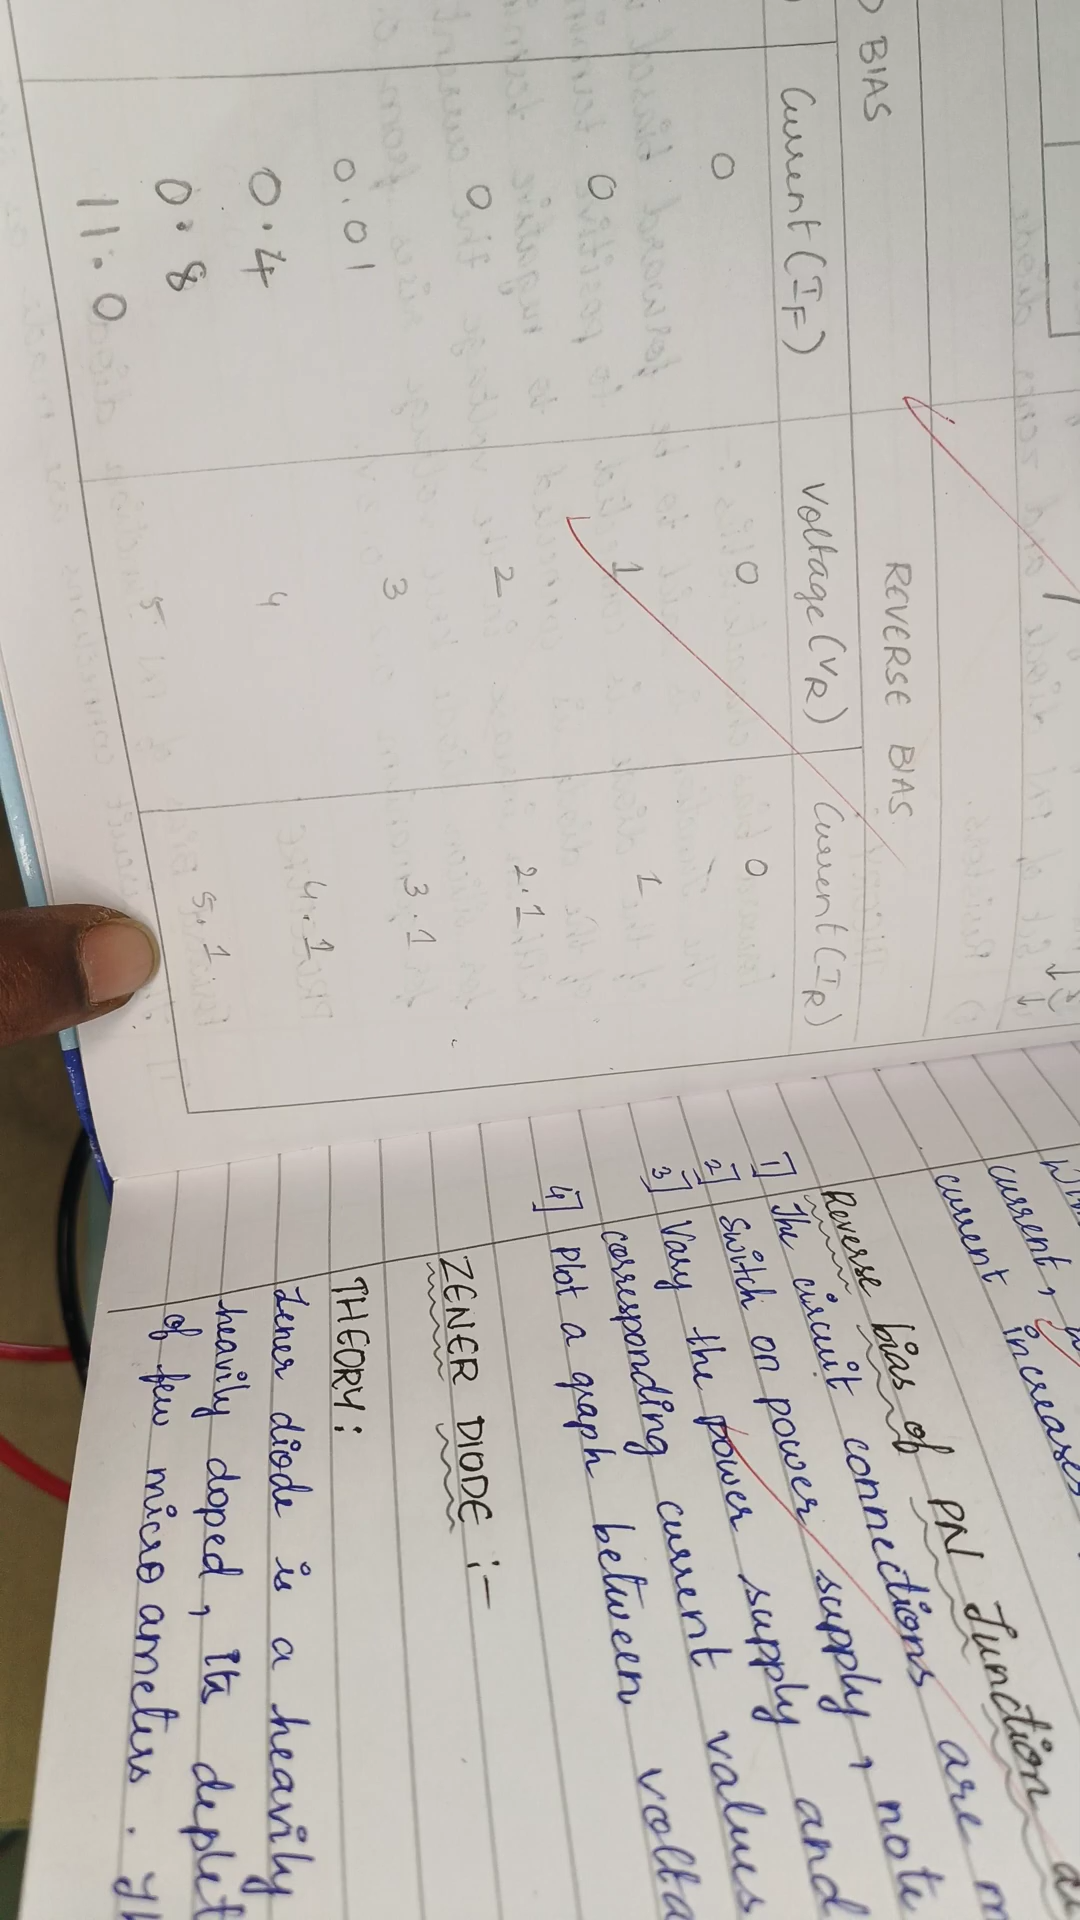 ) BIAS
REVERSE BIAS
Current (IF) Voltage (VR) Current (IR)
0 0 0
0 1 1
0 2 2.1
0.01 3 3.1
0.4 4 4.1
0.8 5 5.1
11.0
current,
current increases
Reverse bias of PN Junction
1] The circuit connections are m
2] Switch on power supply, note
3] Vary the power supply and
corresponding current values
4] Plot a graph between volta
ZENER DIODE :-
THEORY :
Zener diode is a heavily
heavily doped, its deplet
of few micro ameters.